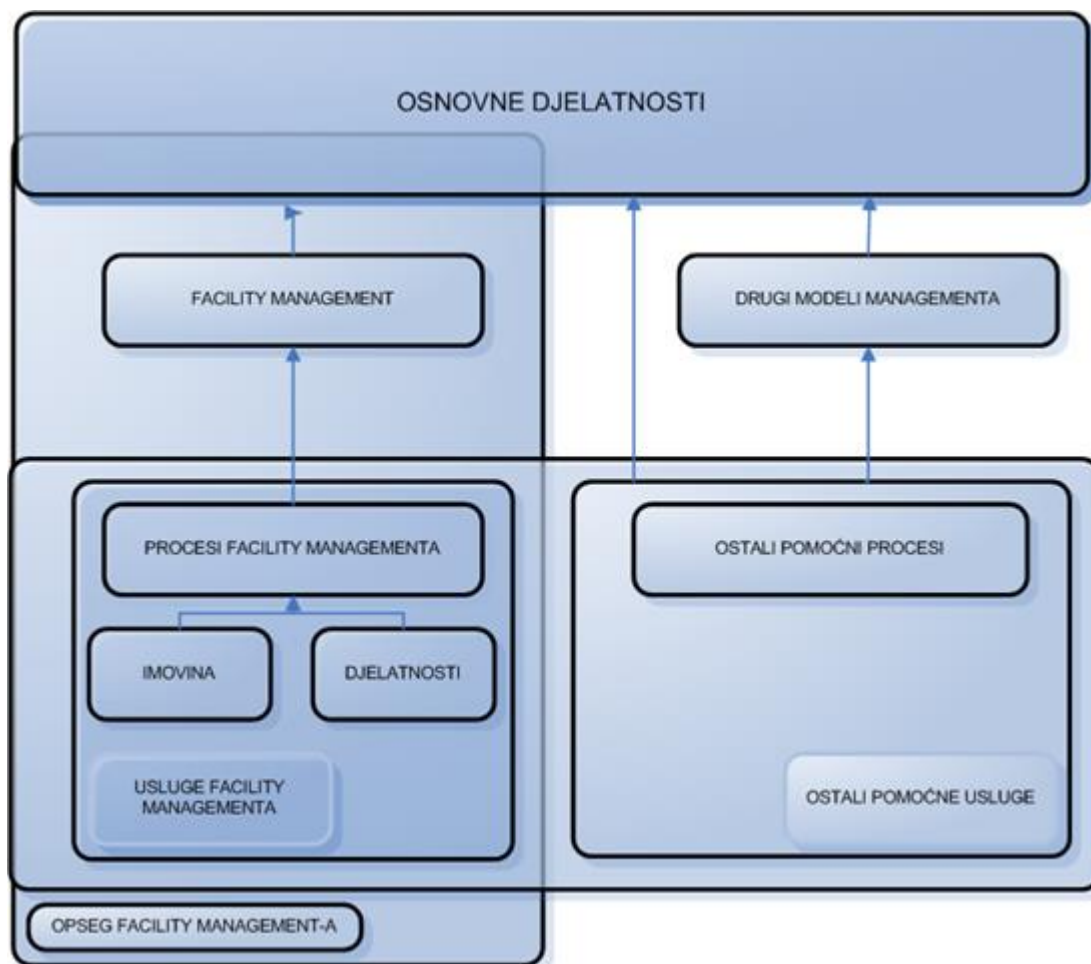 OSNOVNE DJELATNOSTI
FACILITY MANAGEMENT
DRUGI MODELI MANAGEMENTA
PROCESI FACILITY MANAGEMENTA
OSTALI POMOĆNI PROCESI
IMOVINA
DJELATNOSTI
USLUGE FACILITY
MANAGEMENTA
OSTALI POMOĆNE USLUGE
OPSEG FACILITY MANAGEMENT-A